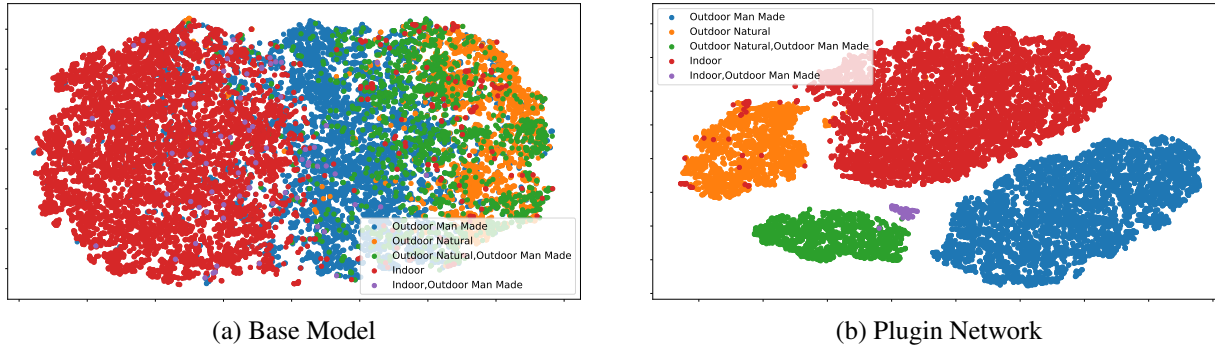 Outdoor Man Made
Outdoor Natural
Outdoor Natural,Outdoor Man Made
Indoor
Indoor,Outdoor Man Made
(a) Base Model
Outdoor Man Made
Outdoor Natural
Outdoor Natural,Outdoor Man Made
Indoor
Indoor,Outdoor Man Made
(b) Plugin Network